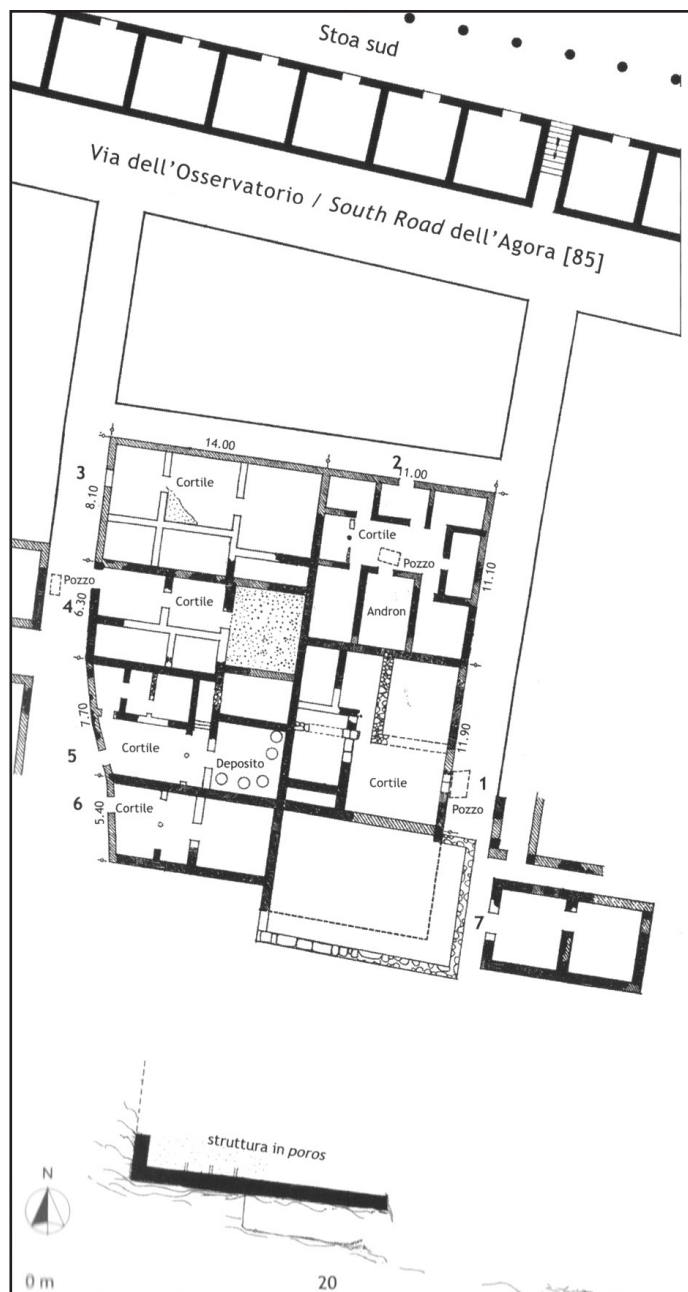 Stoa sud
Via dell’Osservatorio / South Road dell’Agora [85]
14.00
2
11.00
3
Cortile
8.10
Cortile
Pozzo
11.10
Pozzo
4
6.30
Cortile
Andron
7.70
11.90
5
Cortile
Deposito
Cortile
1
Pozzo
6
5.40
Cortile
7
struttura in poros
N
0 m
20